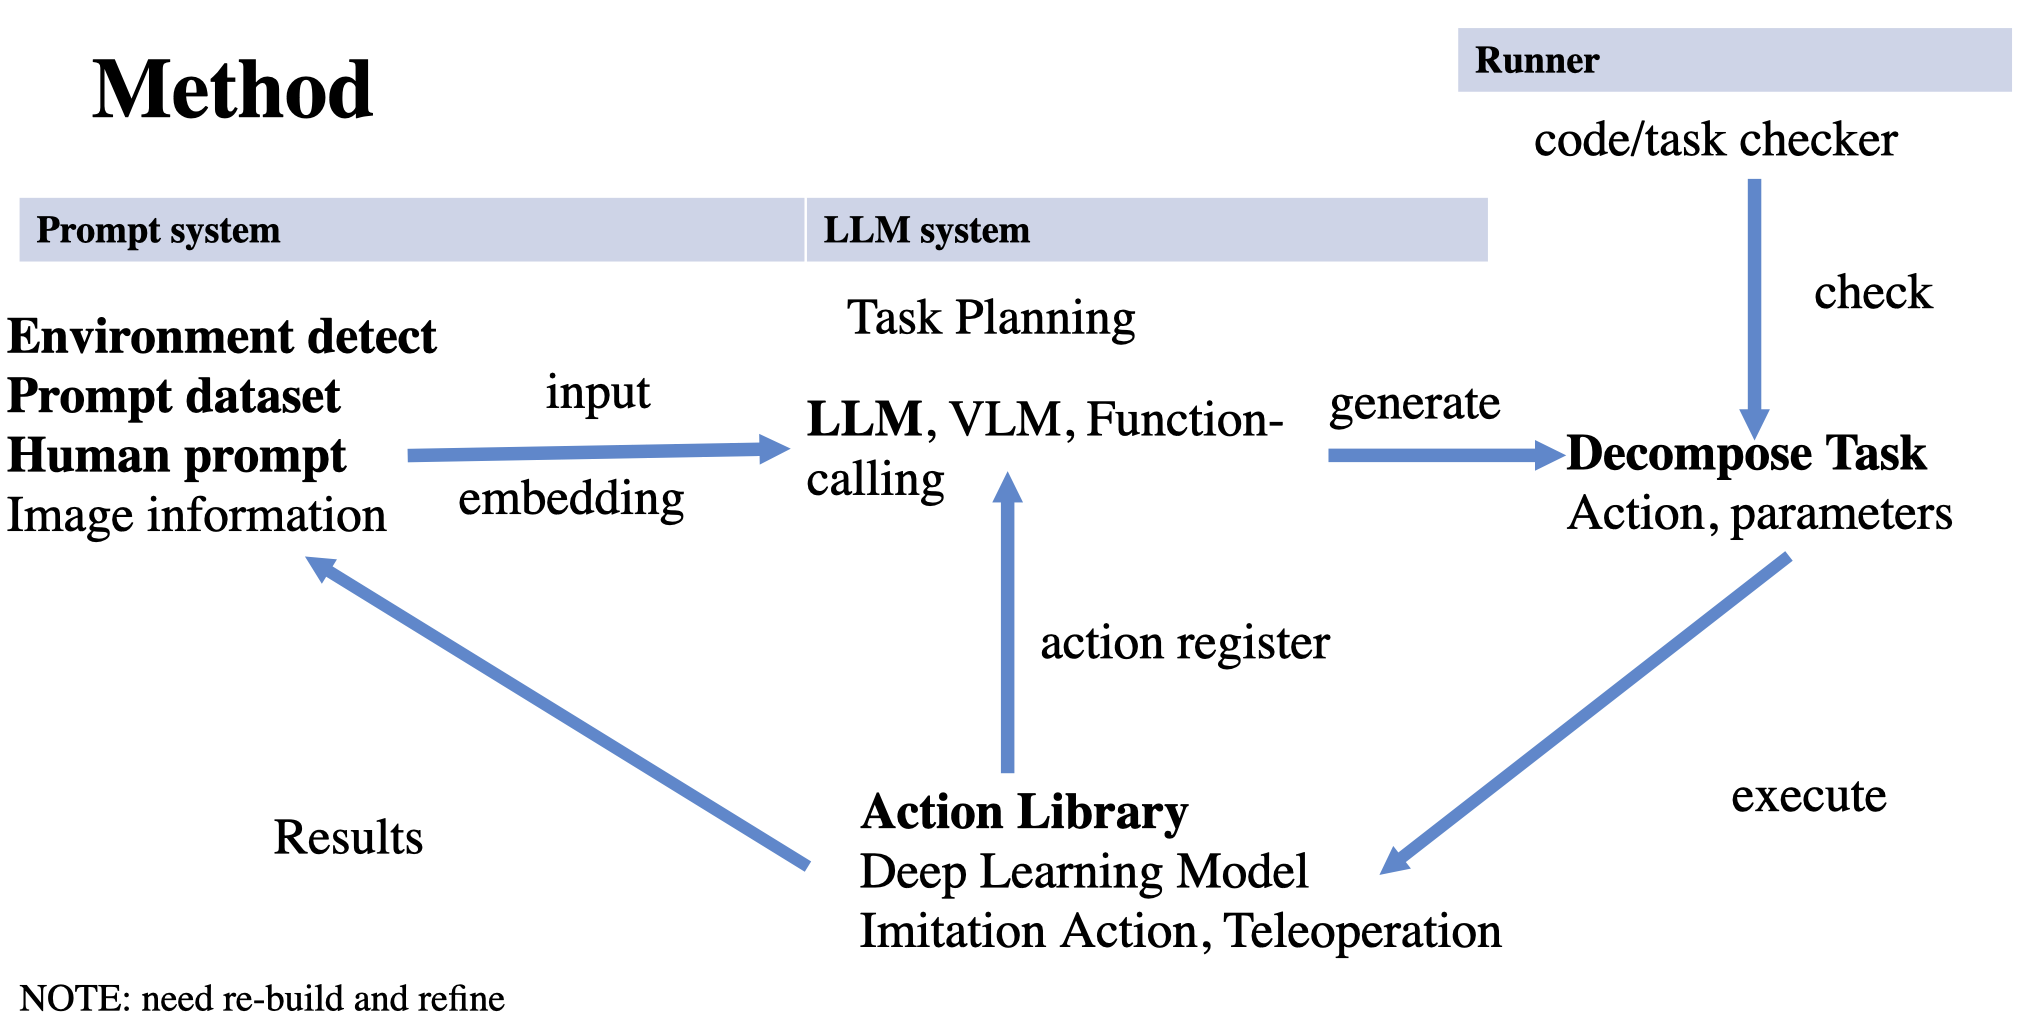 Method
Runner
code/task checker
check
Prompt system
LLM system
Environment detect
Prompt dataset
Human prompt
Image information
input
embedding
Task Planning
LLM, VLM, Function-
calling
generate
Decompose Task
Action, parameters
action register
execute
Results
Action Library
Deep Learning Model
Imitation Action, Teleoperation
NOTE: need re-build and refine